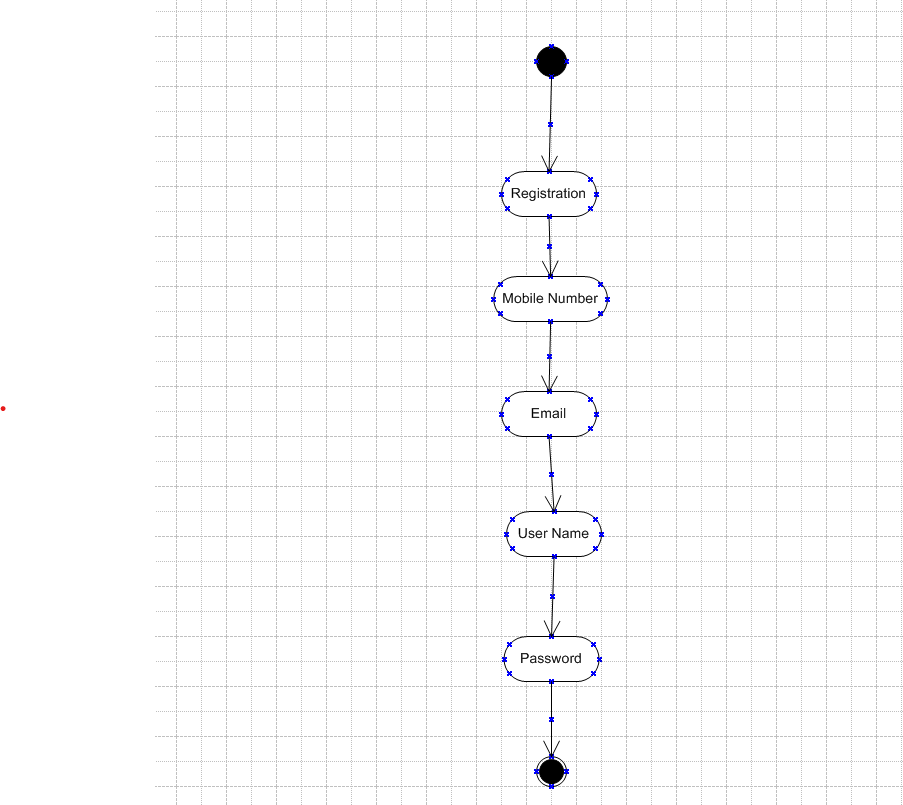 Registration
Mobile Number
Email
User Name
Password